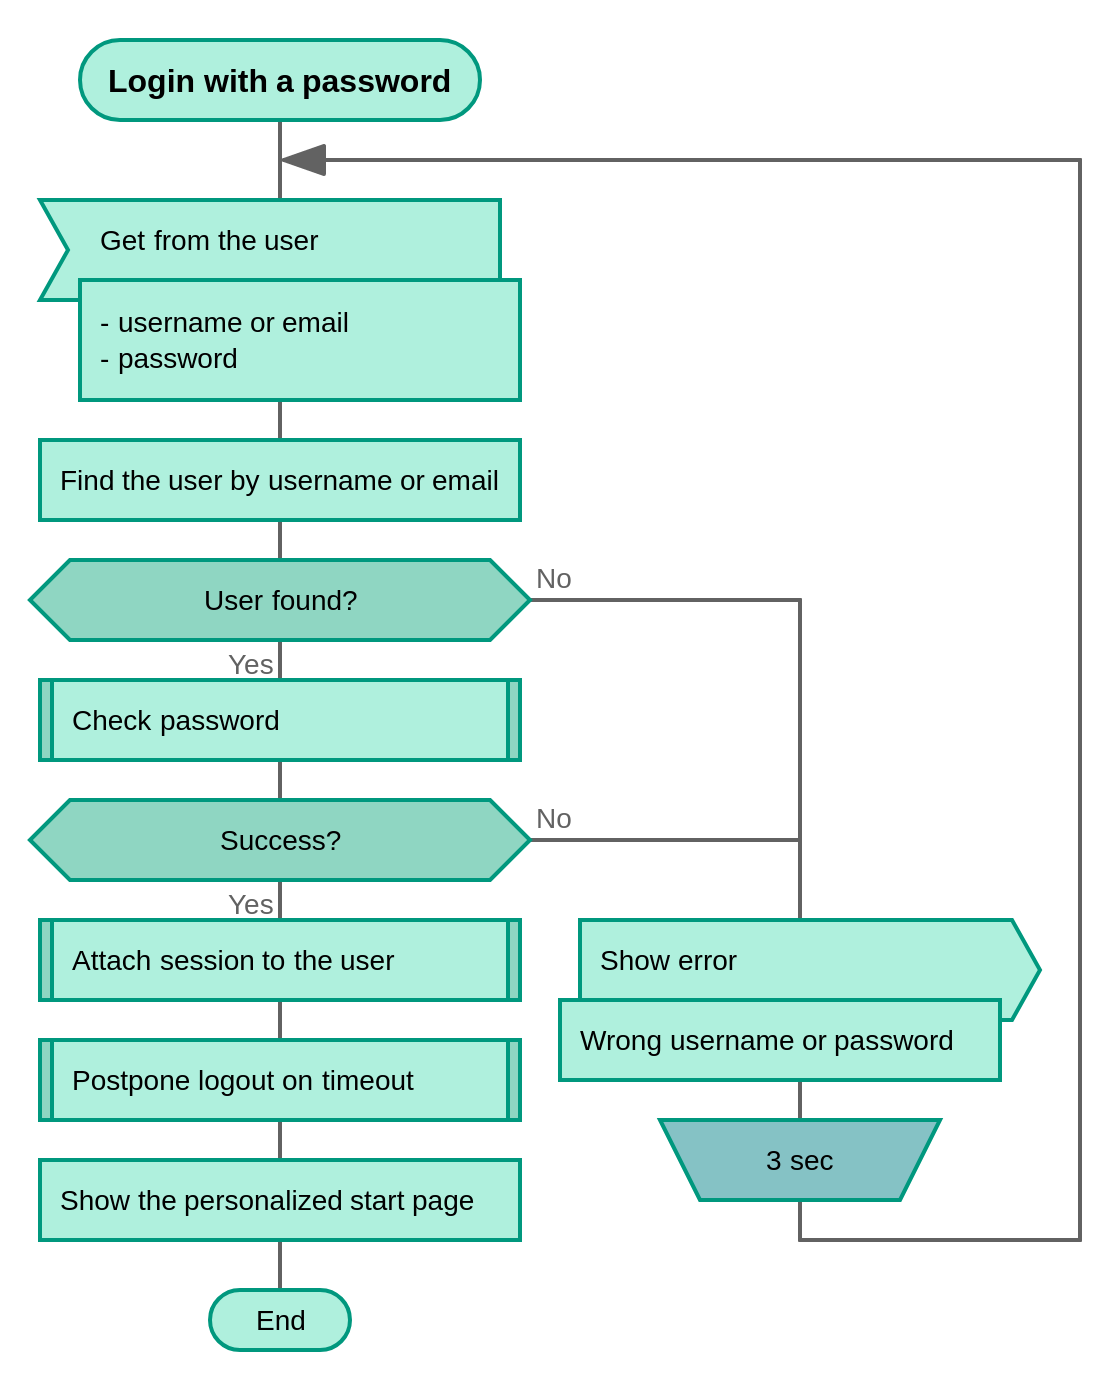 Login with a password
Get from the user
- username or email
- password
Find the user by username or email
User found?
No
Yes
Check password
Success?
No
Yes
Attach session to the user
Postpone logout on timeout
Show the personalized start page
End
Show error
Wrong username or password
3 sec